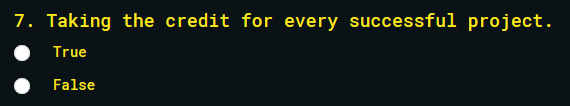 7. Taking the credit for every successful project.
True
False